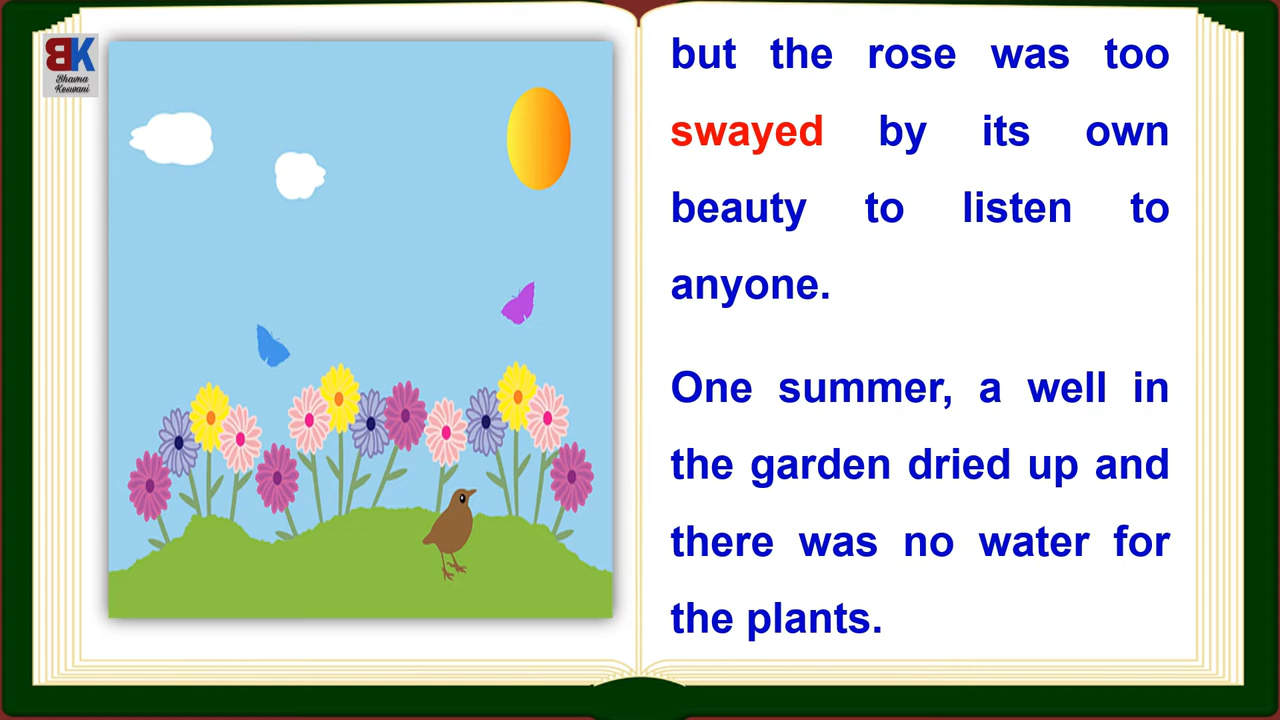 BK
Bhavna
Keswani
but the rose was too
swayed by its own
beauty to listen to
anyone.
One summer, a well in
the garden dried up and
there was no water for
the plants.